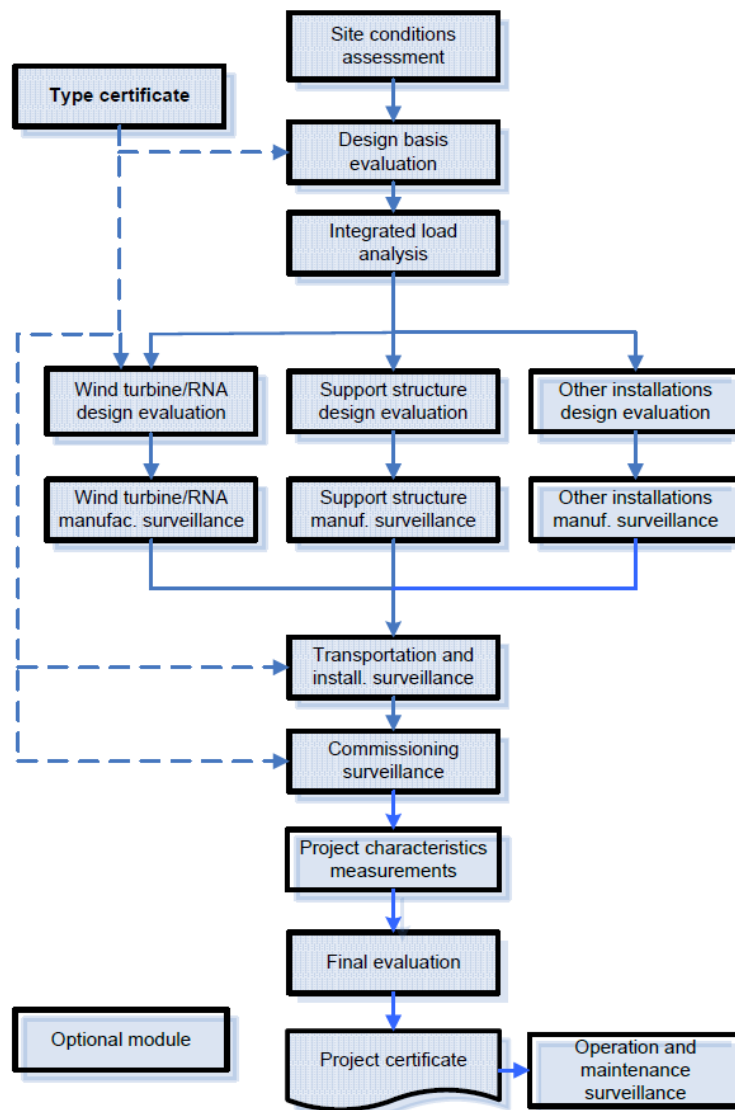 Site conditions
assessment
Type certificate
Design basis
evaluation
Integrated load
analysis
Wind turbine/RNA
design evaluation
Support structure
design evaluation
Other installations
design evaluation
Wind turbine/RNA
manufac. surveillance
Support structure
manuf. surveillance
Other installations
manuf. surveillance
Transportation and
install. surveillance
Commissioning
surveillance
Project characteristics
measurements
Final evaluation
Optional module
Project certificate
Operation and
maintenance
surveillance